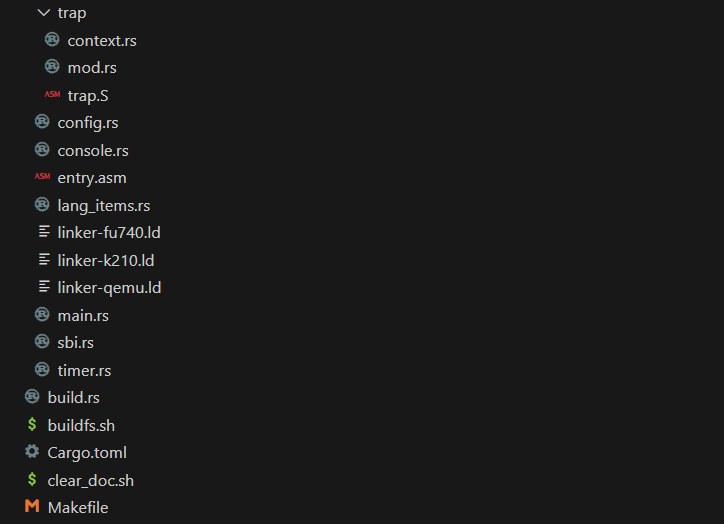 trap
context.rs
mod.rs
ASM trap.S
config.rs
console.rs
ASM entry.asm
lang_items.rs
linker-fu740.ld
linker-k210.ld
linker-qemu.ld
main.rs
sbi.rs
timer.rs
build.rs
$ buildfs.sh
Cargo.toml
$ clear_doc.sh
M Makefile